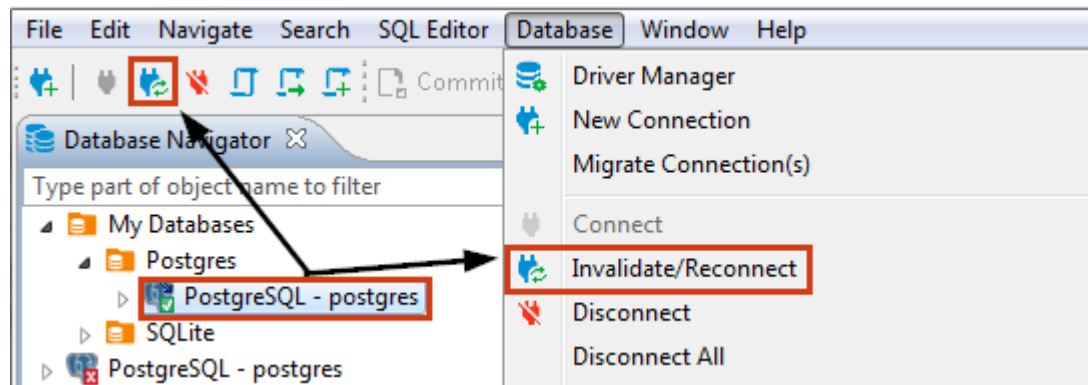 File Edit Navigate Search SQL Editor Database Window Help
Commit
Database Navigator
Type part of object name to filter
My Databases
Postgres
PostgreSQL - postgres
SQLite
PostgreSQL - postgres
Driver Manager
New Connection
Migrate Connection(s)
Connect
Invalidate/Reconnect
Disconnect
Disconnect All